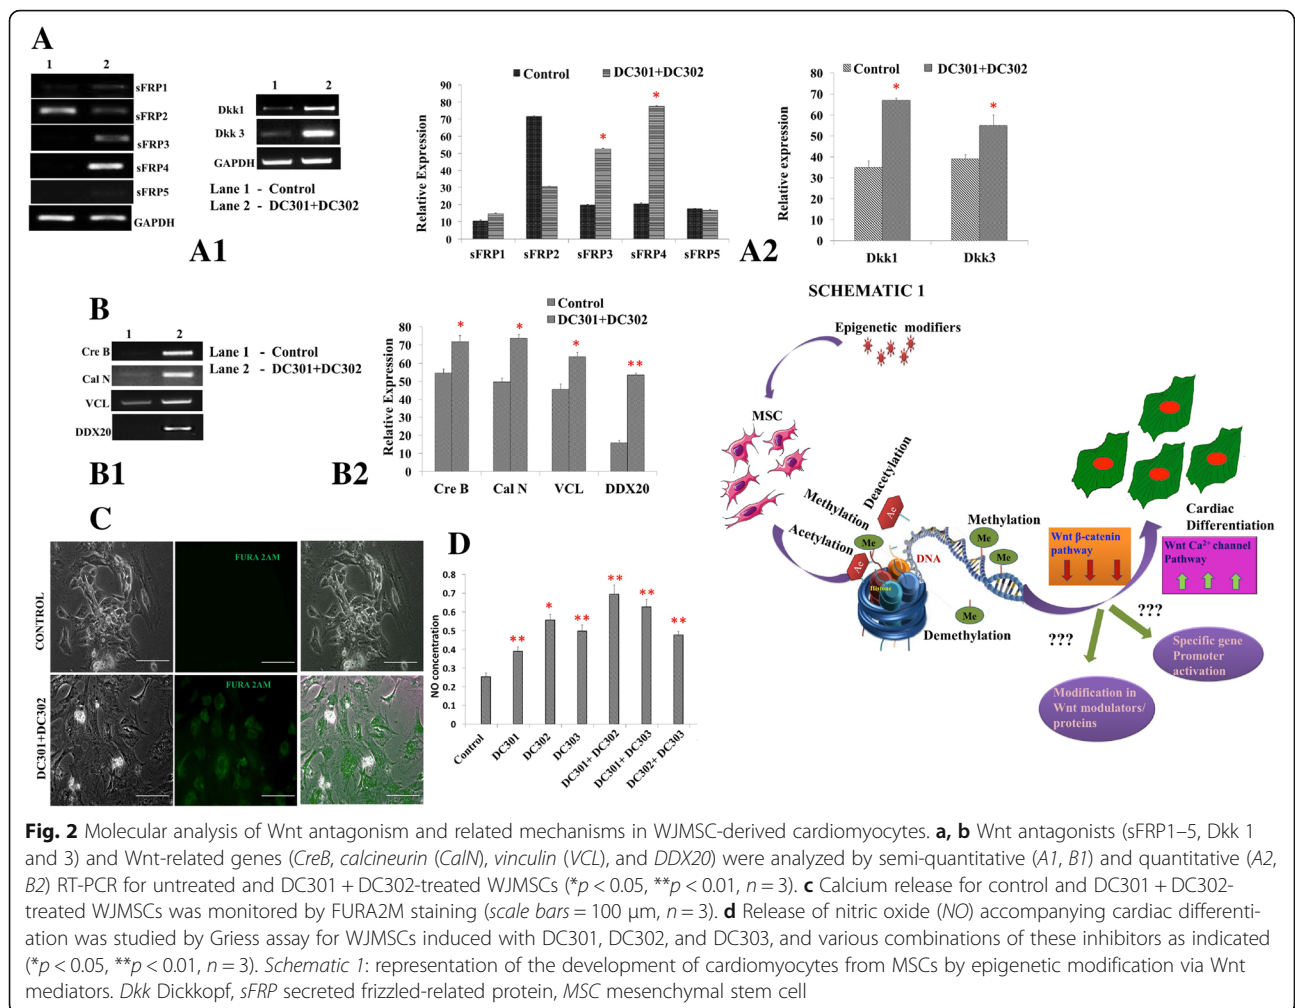 A
1 2
sFRP1
sFRP2
sFRP3
sFRP4
sFRP5
GAPDH
1 2
Dkk1
Dkk 3
GAPDH
Lane 1 - Control
Lane 2 - DC301+DC302
A1
Control DC301+DC302
Relative Expression
90
80
70
60
50
40
30
20
10
0
* *
sFRP1 sFRP2 sFRP3 sFRP4 sFRP5
A2
Control DC301+DC302
Relative expression
80
70
60
50
40
30
20
10
0
* *
Dkk1 Dkk3
B
1 2
Cre B
Cal N
VCL
DDX20
Lane 1 - Control
Lane 2 - DC301+DC302
B1
B2
Control
DC301+DC302
Relative Expression
80
70
60
50
40
30
20
10
0
* * * **
Cre B Cal N VCL DDX20
C
CONTROL
FURA 2AM
DC301+DC302
FURA 2AM
D
NO concentration
0.8
0.7
0.6
0.5
0.4
0.3
0.2
0.1
0
** * ** ** ** **
Control
DC301
DC302
DC303
DC301+ DC302
DC301+ DC303
DC302+ DC303
SCHEMATIC 1
Epigenetic modifiers
MSC
Deacetylation
Ac
Methylation
Me
Acetylation
Ac
Histone
DNA
Methylation
Me
Me
Me
Demethylation
Wnt β-catenin
pathway
Cardiac
Differentiation
Wnt Ca²⁺ channel
Pathway
???
???
Specific gene
Promoter
activation
Modification in
Wnt modulators/
proteins
Fig. 2 Molecular analysis of Wnt antagonism and related mechanisms in WJMSC-derived cardiomyocytes. a, b Wnt antagonists (sFRP1–5, Dkk 1
and 3) and Wnt-related genes (CreB, calcineurin (CalN), vinculin (VCL), and DDX20) were analyzed by semi-quantitative (A1, B1) and quantitative (A2,
B2) RT-PCR for untreated and DC301 + DC302-treated WJMSCs (*p < 0.05, **p < 0.01, n = 3). c Calcium release for control and DC301 + DC302-
treated WJMSCs was monitored by FURA2M staining (scale bars = 100 μm, n = 3). d Release of nitric oxide (NO) accompanying cardiac differenti-
ation was studied by Griess assay for WJMSCs induced with DC301, DC302, and DC303, and various combinations of these inhibitors as indicated
(*p < 0.05, **p < 0.01, n = 3). Schematic 1: representation of the development of cardiomyocytes from MSCs by epigenetic modification via Wnt
mediators. Dkk Dickkopf, sFRP secreted frizzled-related protein, MSC mesenchymal stem cell